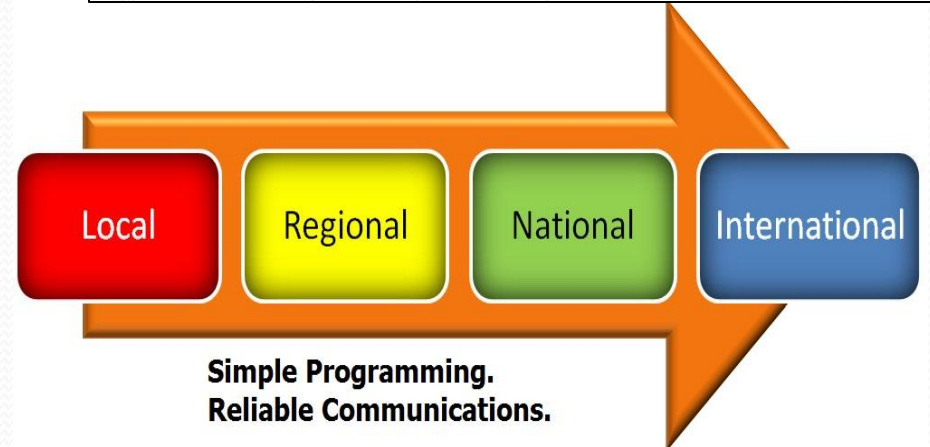 Local Regional National International
Simple Programming.
Reliable Communications.